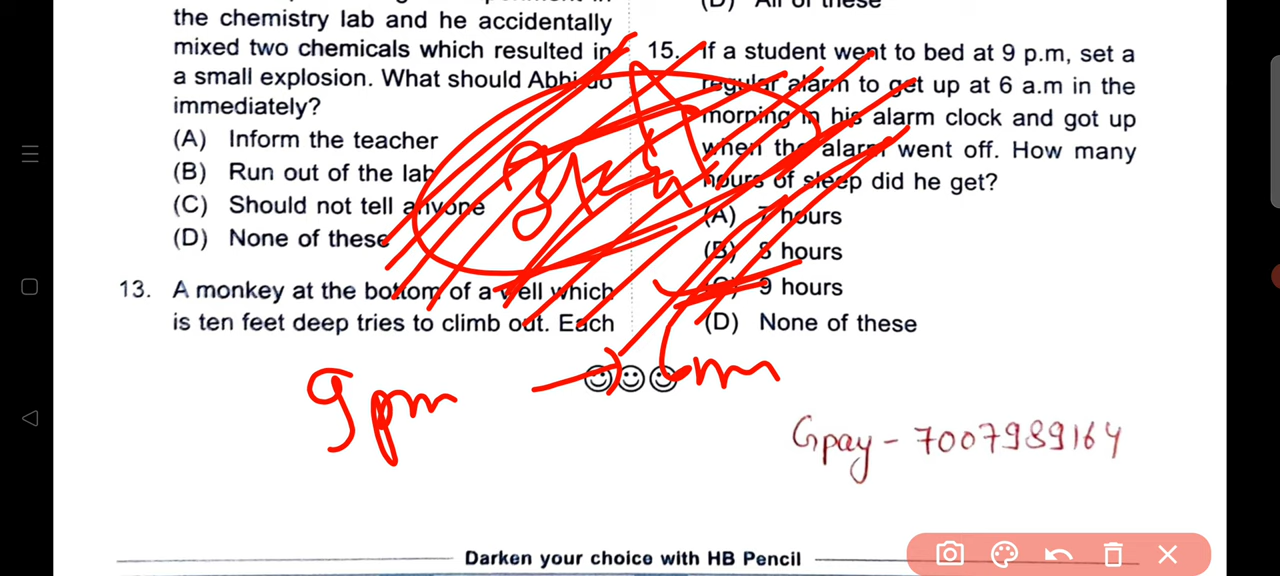 the chemistry lab and he accidentally
mixed two chemicals which resulted in
a small explosion. What should Abhi do
immediately?
(A) Inform the teacher
(B) Run out of the lab
(C) Should not tell anyone
(D) None of these
13. A monkey at the bottom of a well which
is ten feet deep tries to climb out. Each
(D) All of these
15. If a student went to bed at 9 p.m, set a
regular alarm to get up at 6 a.m in the
morning in his alarm clock and got up
when the alarm went off. How many
hours of sleep did he get?
(A) 7 hours
(B) 8 hours
(C) 9 hours
(D) None of these
9 pm
Gpay - 7007989164
Darken your choice with HB Pencil